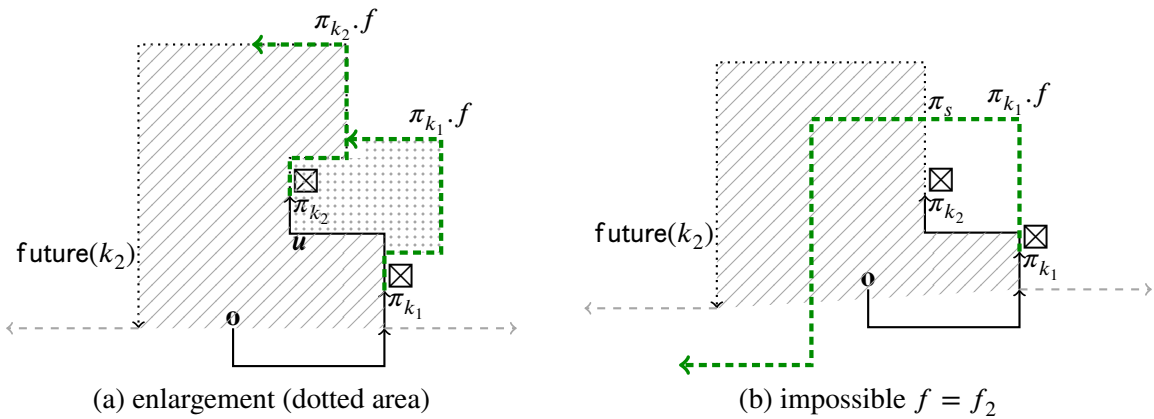 π_{k_2}.f
π_{k_1}.f
π_{k_2}
u
future(k_2)
π_{k_1}
o
(a) enlargement (dotted area)
π_s
π_{k_1}.f
π_{k_2}
future(k_2)
π_{k_1}
o
(b) impossible f = f_2